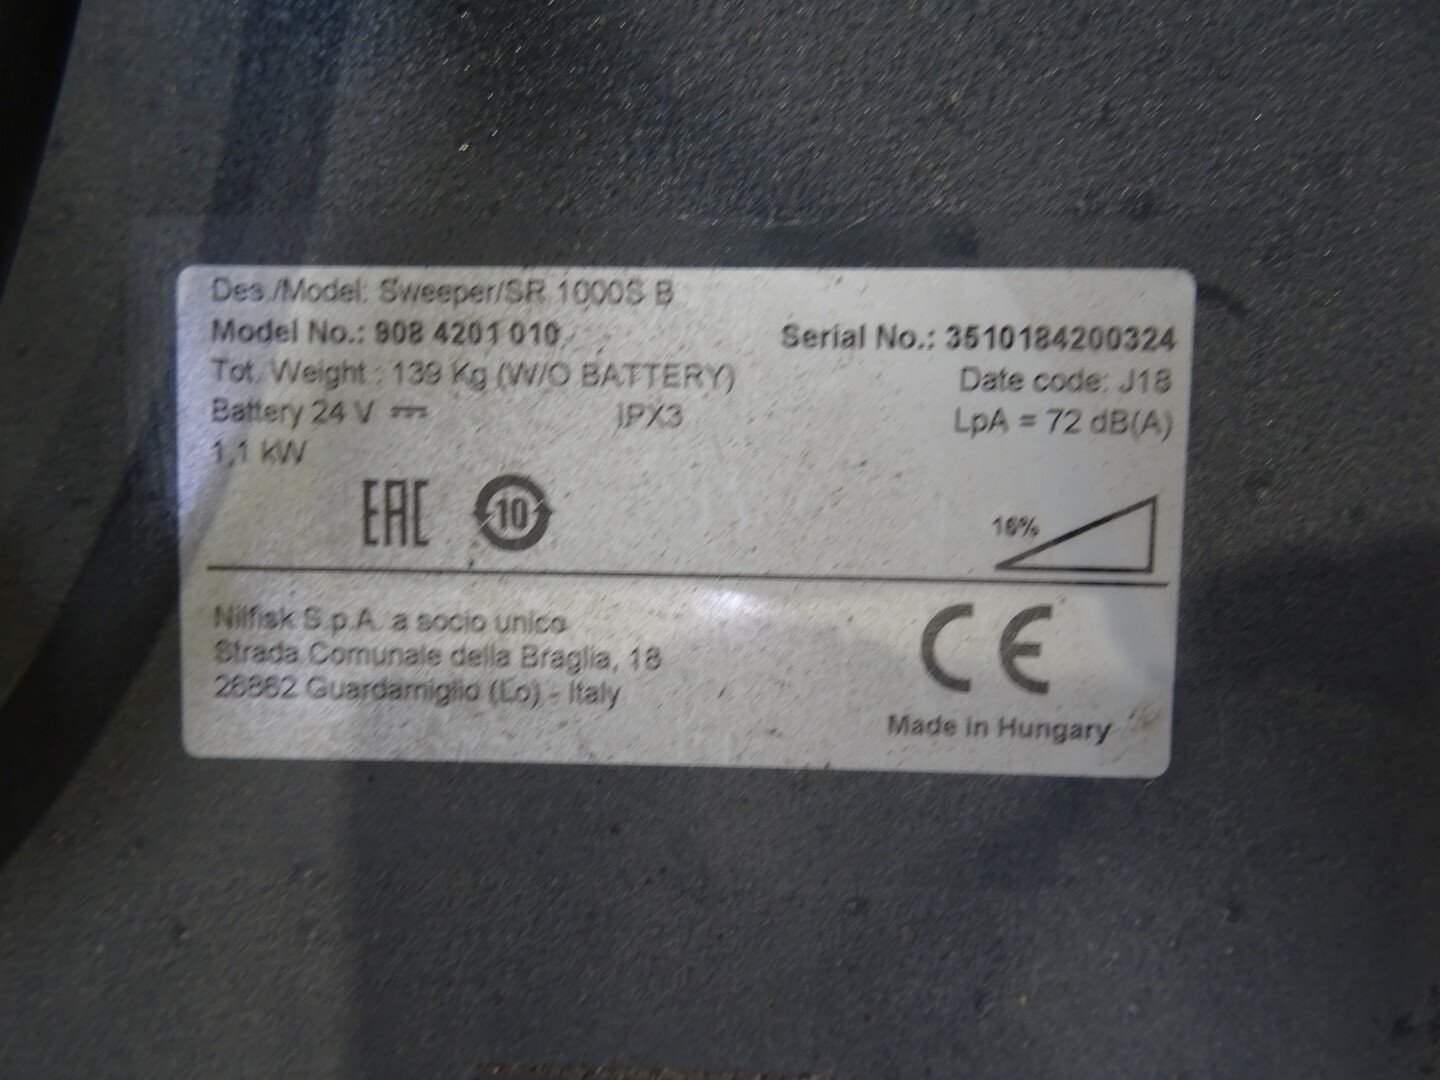 Des./Model: Sweeper/SR 1000S B
Model No.: 908 4201 010
Serial No.: 3510184200324
Tot. Weight : 139 Kg (W/O BATTERY)
Date code: J18
Battery 24 V
IPX3
LpA = 72 dB(A)
1,1 kW
EAC
10
16%
Nilfisk S.p.A. a socio unico
Strada Comunale della Braglia, 18
26862 Guardamiglio (Lo) - Italy
CE
Made in Hungary